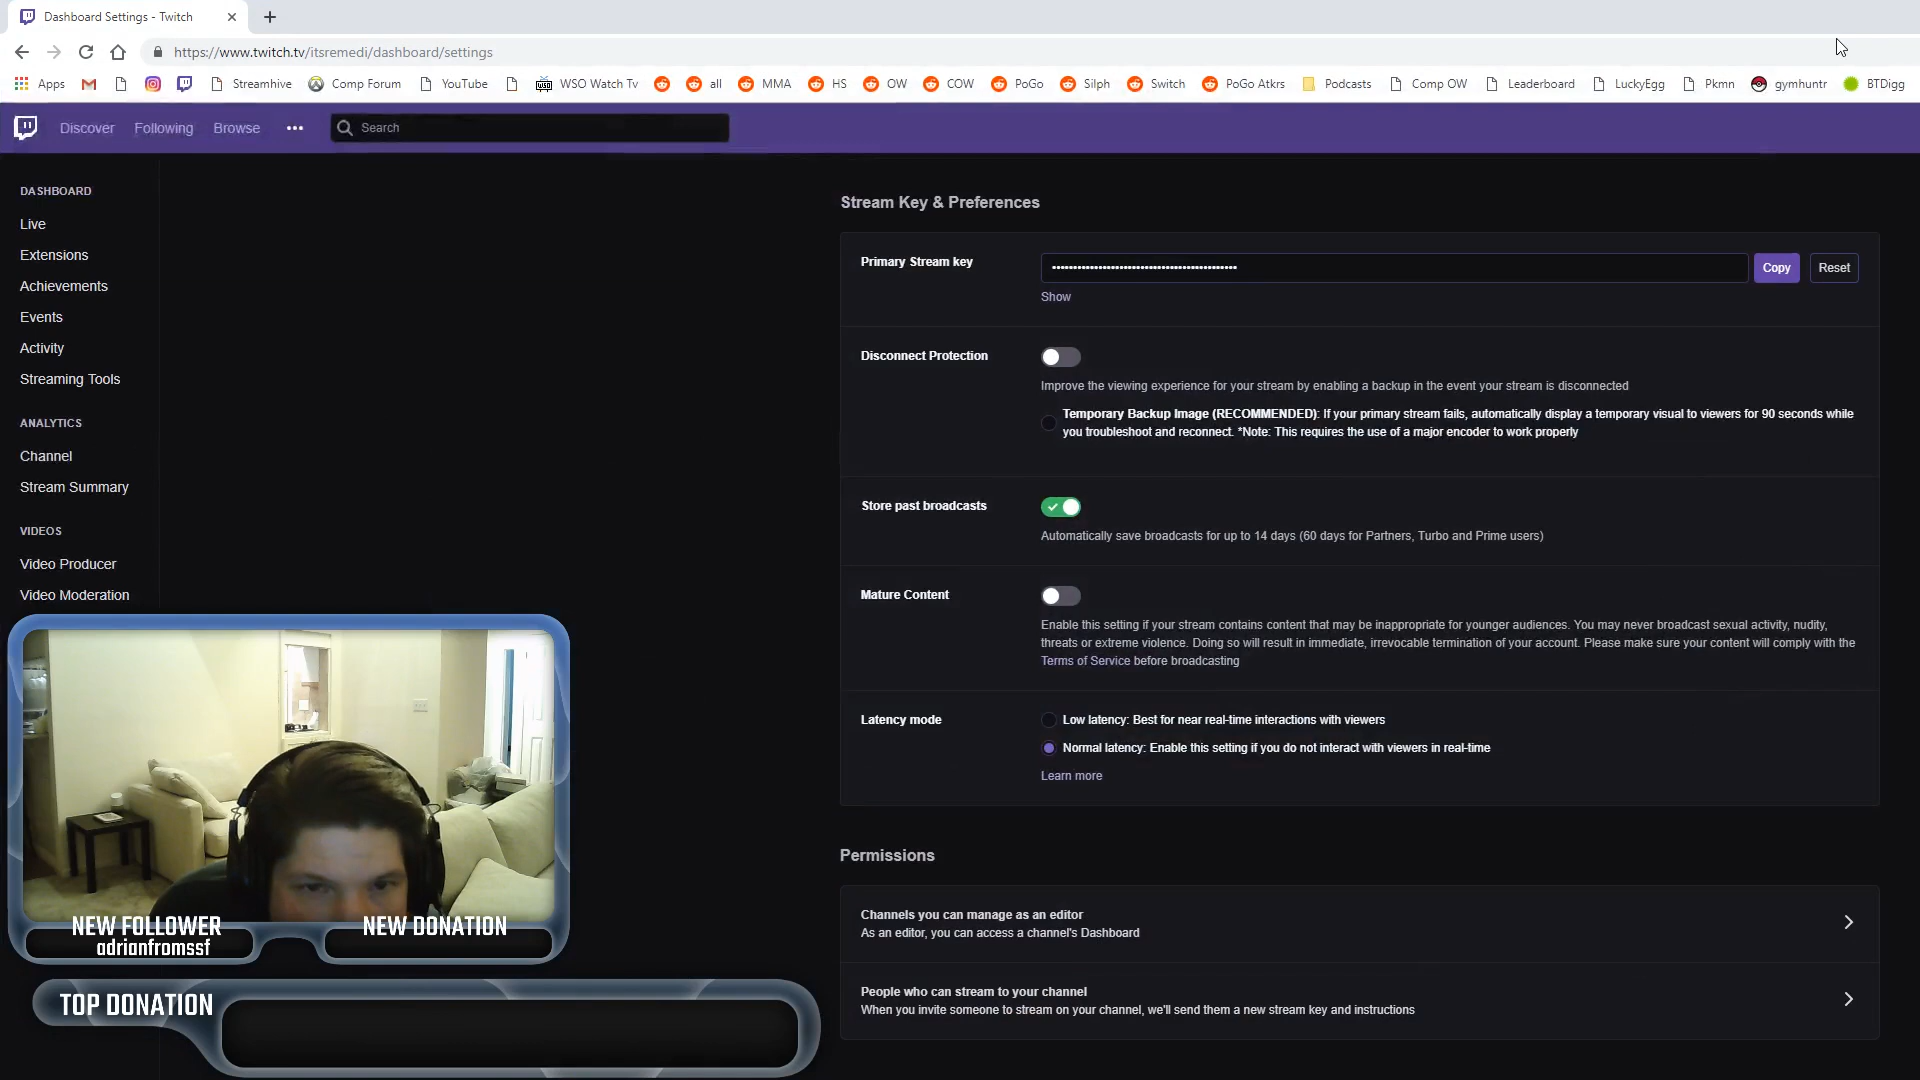 Dashboard Settings - Twitch
https://www.twitch.tv/itsremedi/dashboard/settings
Apps Streamhive Comp Forum YouTube WSO Watch Tv all MMA HS OW COW PoGo Silph Switch PoGo Atkrs Podcasts Comp OW Leaderboard LuckyEgg Pkmn gymhuntr BTDigg
Discover Following Browse Search
DASHBOARD
Live
Extensions
Achievements
Events
Activity
Streaming Tools
ANALYTICS
Channel
Stream Summary
VIDEOS
Video Producer
Video Moderation
Stream Key & Preferences
Primary Stream key
Copy
Reset
Show
Disconnect Protection
Improve the viewing experience for your stream by enabling a backup in the event your stream is disconnected
Temporary Backup Image (RECOMMENDED): If your primary stream fails, automatically display a temporary visual to viewers for 90 seconds while
you troubleshoot and reconnect. *Note: This requires the use of a major encoder to work properly
Store past broadcasts
Automatically save broadcasts for up to 14 days (60 days for Partners, Turbo and Prime users)
Mature Content
Enable this setting if your stream contains content that may be inappropriate for younger audiences. You may never broadcast sexual activity, nudity,
threats or extreme violence. Doing so will result in immediate, irrevocable termination of your account. Please make sure your content will comply with the
Terms of Service before broadcasting
Latency mode
Low latency: Best for near real-time interactions with viewers
Normal latency: Enable this setting if you do not interact with viewers in real-time
Learn more
Permissions
Channels you can manage as an editor
As an editor, you can access a channel's Dashboard
People who can stream to your channel
When you invite someone to stream on your channel, we'll send them a new stream key and instructions
NEW FOLLOWER
adrianfromssf
NEW DONATION
TOP DONATION